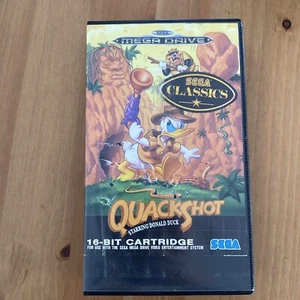 MEGA DRIVE
SEGA
CLASSICS
QUACKSHOT
STARRING DONALD DUCK
16-BIT CARTRIDGE
FOR USE WITH THE SEGA MEGA DRIVE VIDEO ENTERTAINMENT SYSTEM
SEGA